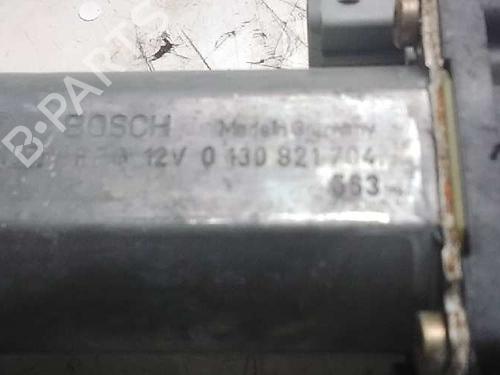 BOSCH Made in Germany
12V 0 130 821 704
663
B-PARTS